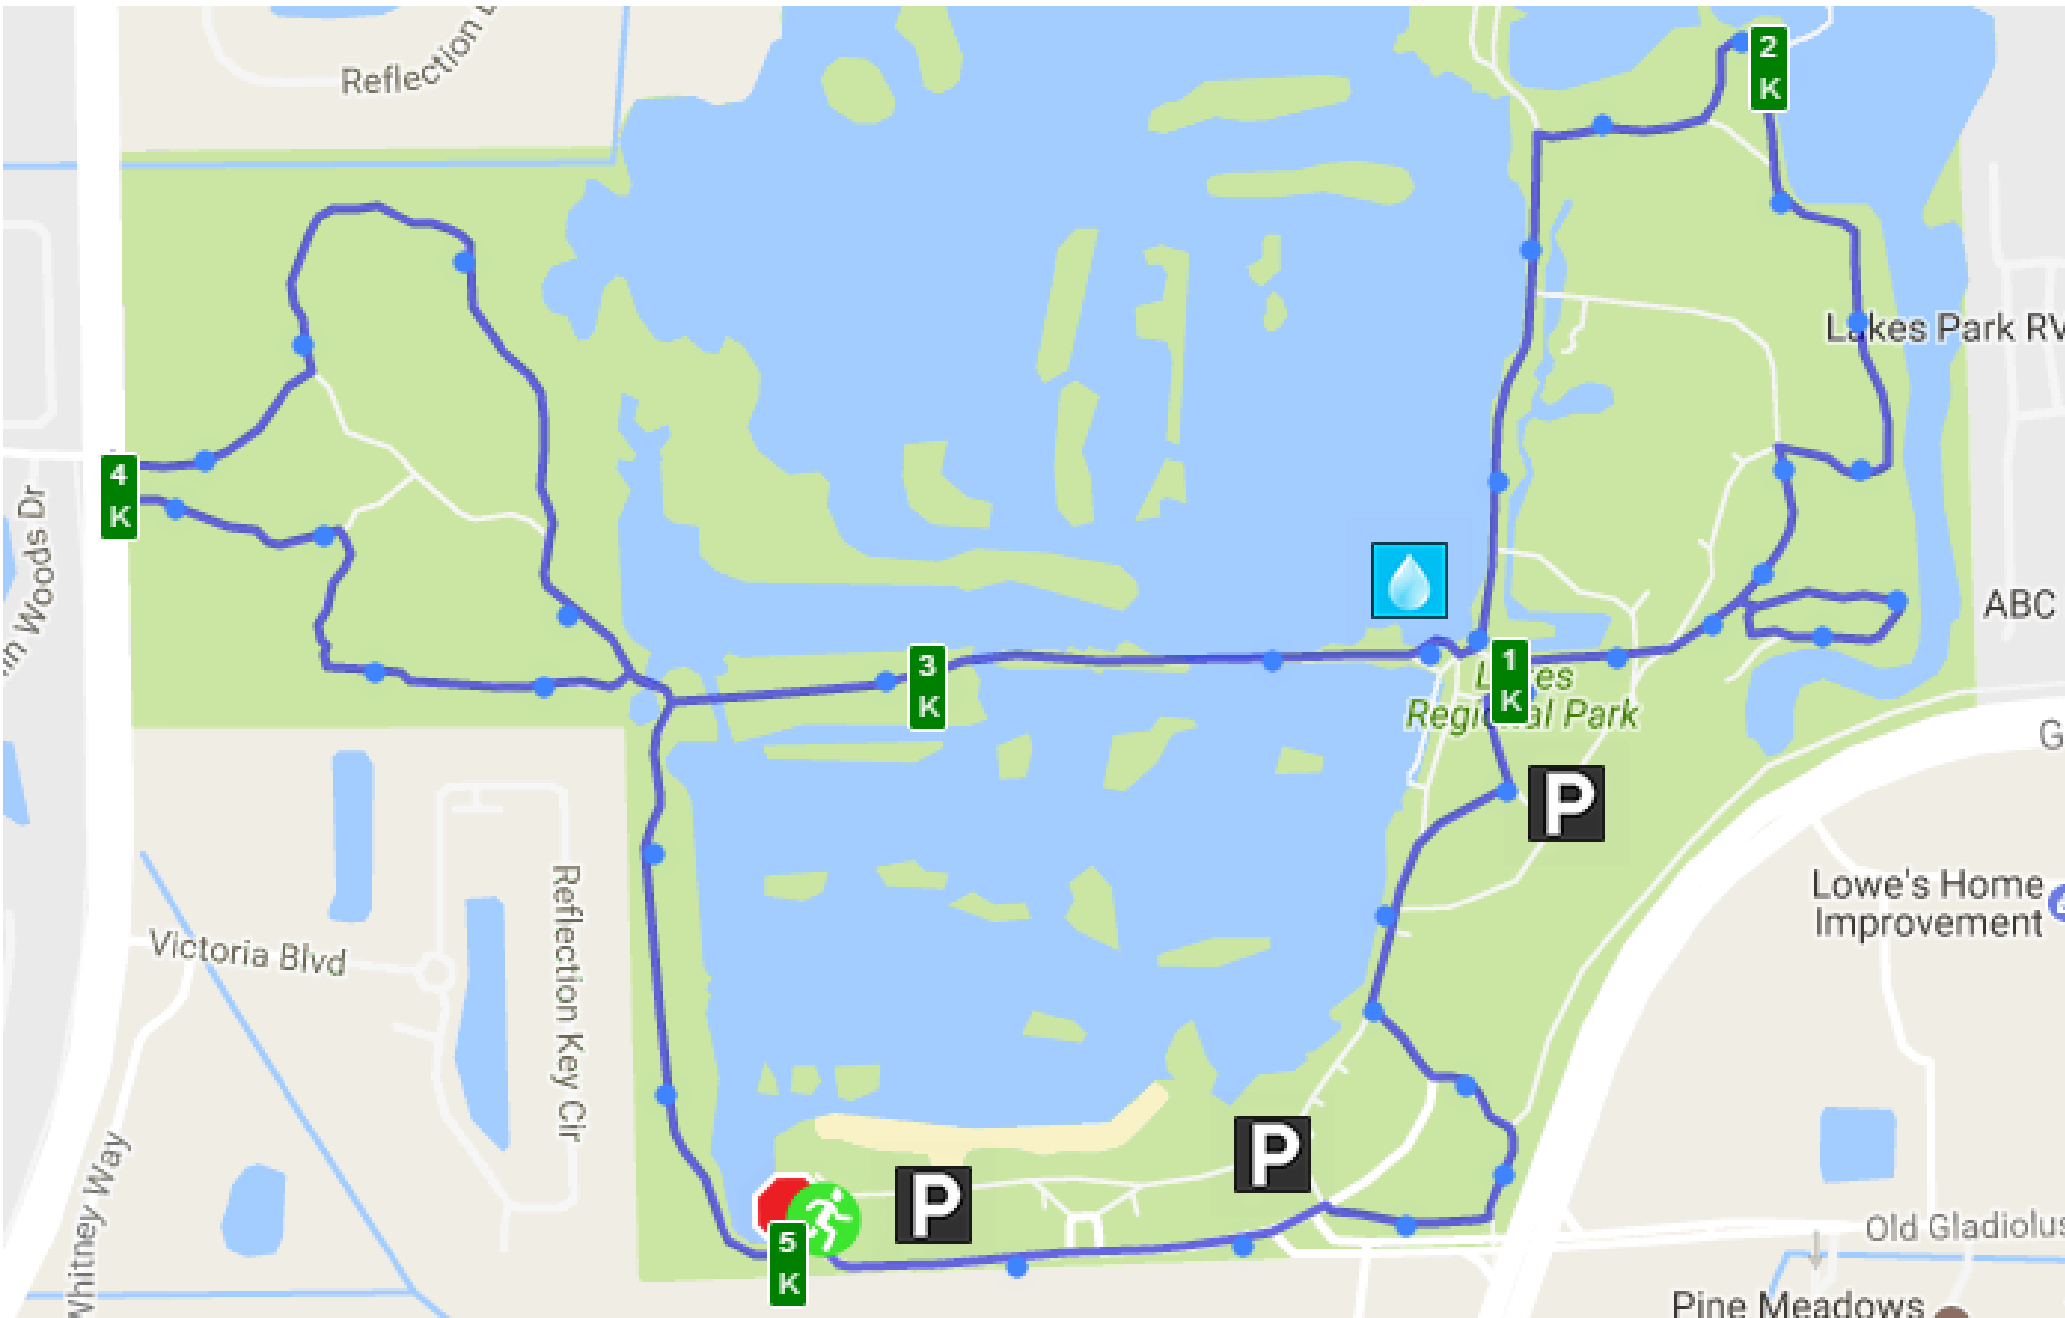 2
K
Reflection
Lakes Park RV
4
K
n Woods Dr
ABC
3
K
1
K
Lakes
Regional Park
G
P
Lowe's Home
Improvement
Victoria Blvd
Reflection Key Cir
P
P
Whitney Way
5
K
Old Gladiolus
Pine Meadows